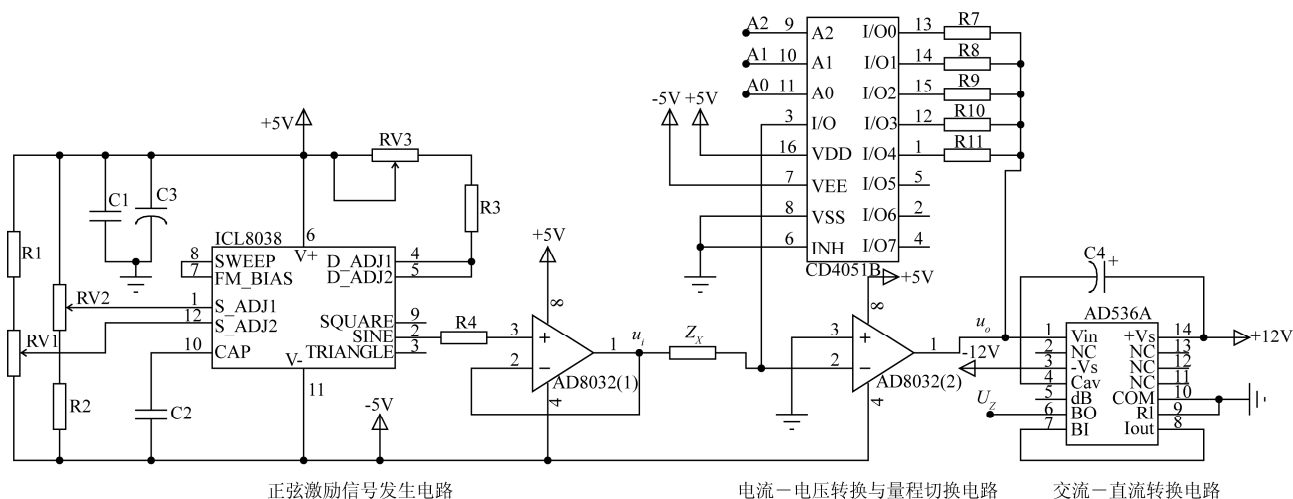 A2 9 A2 I/O0 13 R7
A1 10 A1 I/O1 14 R8
A0 11 A0 I/O2 15 R9
3 I/O I/O3 12 R10
16 VDD I/O4 1 R11
7 VEE I/O5 5
8 VSS I/O6 2
6 INH I/O7 4
CD4051B
-5V +5V
+5V
RV3
R3
C1
C3
R1
RV1
RV2
R2
C2
ICL8038
6
V+
8 SWEEP
7 FM_BIAS
1 S_ADJ1
12 S_ADJ2
10 CAP
D_ADJ1 4
D_ADJ2 5
SQUARE 9
SINE 2
TRIANGLE 3
V-
11
-5V
R4
+5V
8
3 +
2 −
1
4
AD8032(1)
ui
ZX
+5V
8
3 +
2 −
1
4
AD8032(2)
uo
-12V
UZ
C4 +
AD536A
1 Vin +Vs 14
2 NC NC 13
3 -Vs NC 12
4 Cav NC 11
5 dB COM 10
6 BO Rl 9
7 BI Iout 8
+12V
正弦激励信号发生电路
电流－电压转换与量程切换电路
交流－直流转换电路